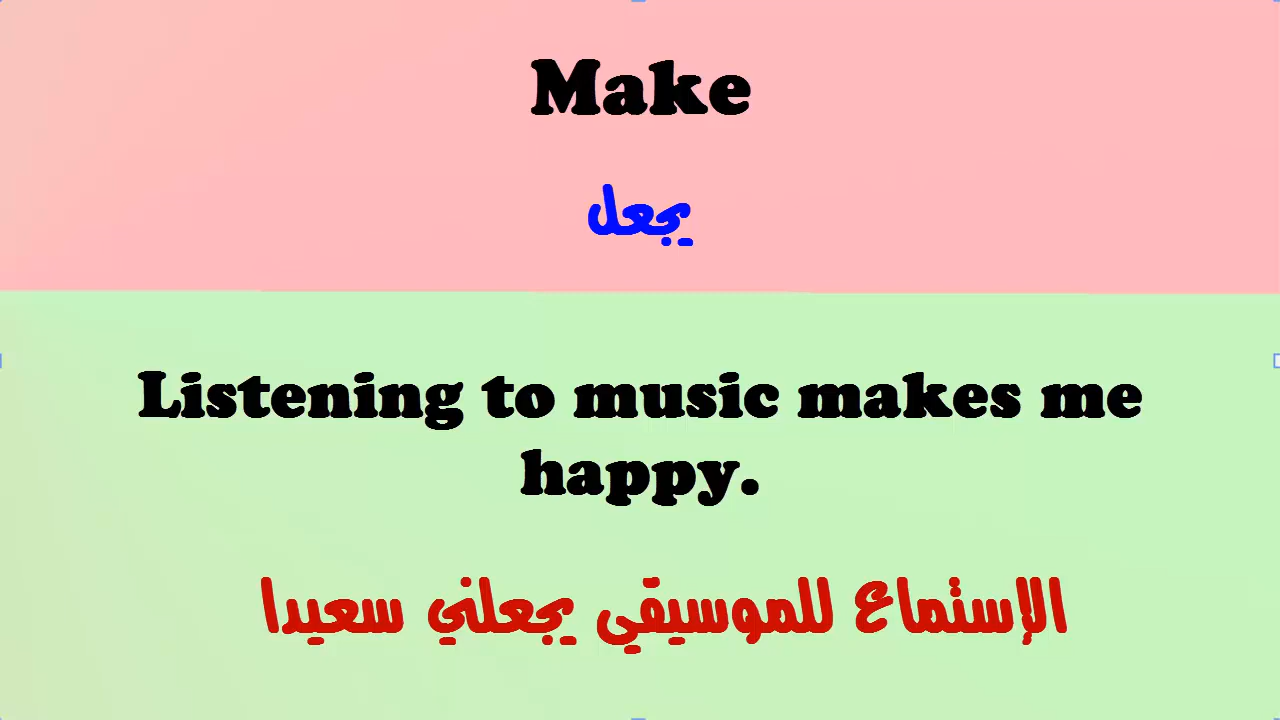 Make
يجعل
Listening to music makes me
happy.
الإستماع للموسيقي يجعلني سعيدا